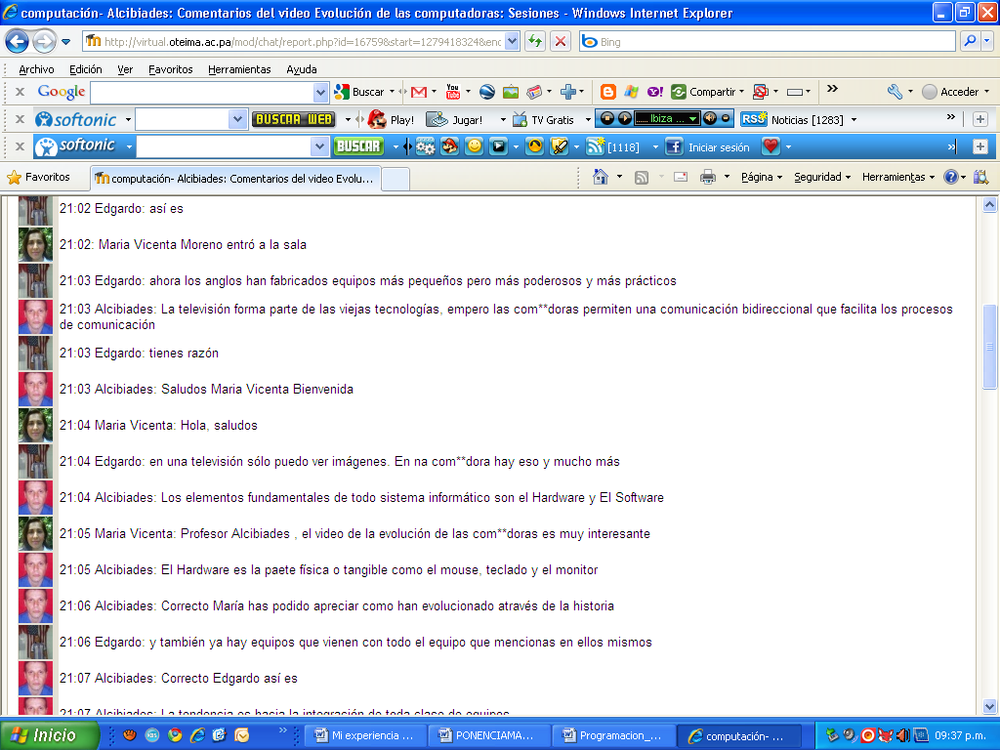 computación- Alcibiades: Comentarios del video Evolución de las computadoras: Sesiones - Windows Internet Explorer
http://virtual.oteima.ac.pa/mod/chat/report.php?id=16759&start=1279418324&enc
Bing
Archivo Edición Ver Favoritos Herramientas Ayuda
Google Buscar Compartir Acceder
softonic BUSCAR WEB Play! Jugar! TV Gratis ..... Ibiza ... RSS Noticias [1283]
softonic BUSCAR [1118] Iniciar sesión
Favoritos computación- Alcibiades: Comentarios del video Evolu... Página Seguridad Herramientas
21:02 Edgardo: así es
21:02: Maria Vicenta Moreno entró a la sala
21:03 Edgardo: ahora los anglos han fabricados equipos más pequeños pero más poderosos y más prácticos
21:03 Alcibiades: La televisión forma parte de las viejas tecnologías, empero las com**doras permiten una comunicación bidireccional que facilita los procesos
de comunicación
21:03 Edgardo: tienes razón
21:03 Alcibiades: Saludos Maria Vicenta Bienvenida
21:04 Maria Vicenta: Hola, saludos
21:04 Edgardo: en una televisión sólo puedo ver imágenes. En na com**dora hay eso y mucho más
21:04 Alcibiades: Los elementos fundamentales de todo sistema informático son el Hardware y El Software
21:05 Maria Vicenta: Profesor Alcibiades , el video de la evolución de las com**doras es muy interesante
21:05 Alcibiades: El Hardware es la paete física o tangible como el mouse, teclado y el monitor
21:06 Alcibiades: Correcto María has podido apreciar como han evolucionado através de la historia
21:06 Edgardo: y también ya hay equipos que vienen con todo el equipo que mencionas en ellos mismos
21:07 Alcibiades: Correcto Edgardo así es
21:07 Alcibiades: La tendencia es hacia la integración de toda clase de equipos
Inicio Mi experiencia ... PONENCIAMA... Programacion_... computación- ... 09:37 p.m.